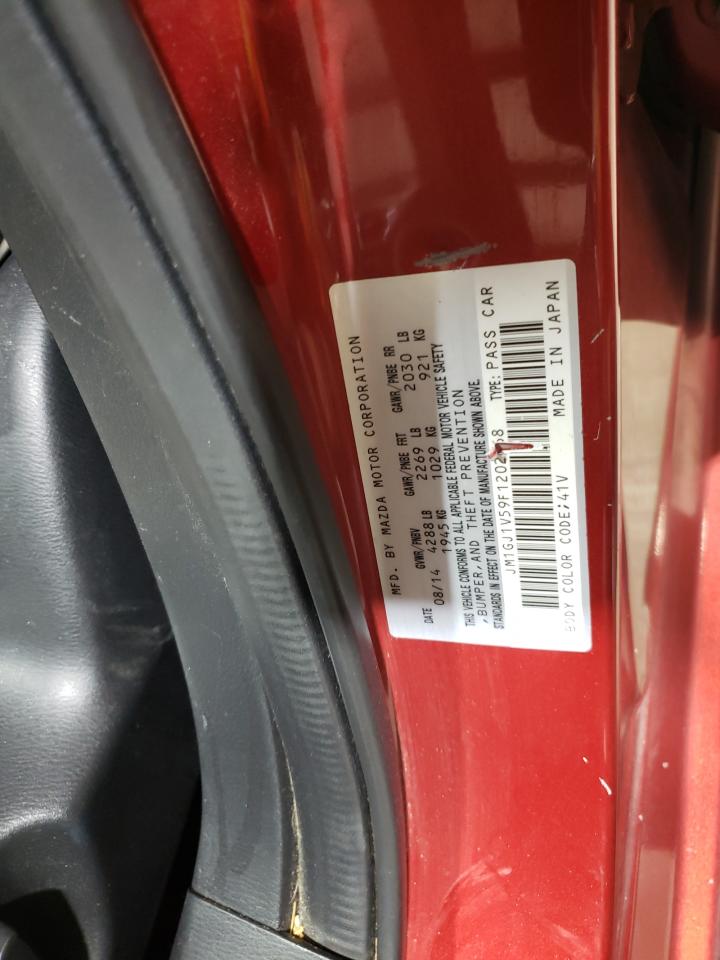 MFD. BY MAZDA MOTOR CORPORATION
DATE GVWR/PNBV GAWR/PNBE FRT GAWR/PNBE RR
08/14 4288 LB 2269 LB 2030 LB
1945 KG 1029 KG 921 KG
THIS VEHICLE CONFORMS TO ALL APPLICABLE FEDERAL MOTOR VEHICLE SAFETY
,BUMPER,AND THEFT PREVENTION
STANDARDS IN EFFECT ON THE DATE OF MANUFACTURE SHOWN ABOVE.
TYPE: PASS CAR
BODY COLOR CODE;41V MADE IN JAPAN